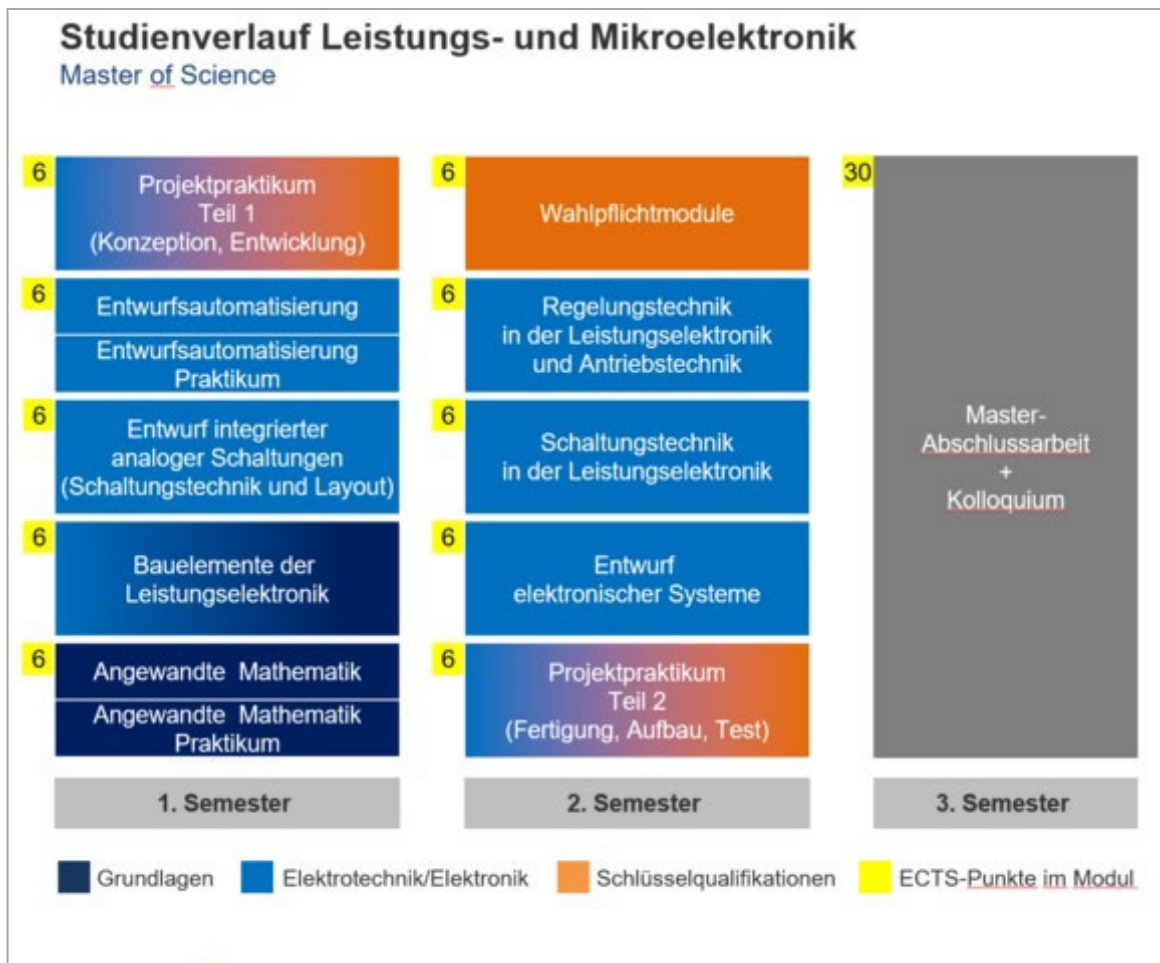 Studienverlauf Leistungs- und Mikroelektronik
Master of Science
6
Projektpraktikum
Teil 1
(Konzeption, Entwicklung)
6
Entwurfsautomatisierung
Entwurfsautomatisierung
Praktikum
6
Entwurf integrierter
analoger Schaltungen
(Schaltungstechnik und Layout)
6
Bauelemente der
Leistungselektronik
6
Angewandte Mathematik
Angewandte Mathematik
Praktikum
1. Semester
6
Wahlpflichtmodule
6
Regelungstechnik
in der Leistungselektronik
und Antriebstechnik
6
Schaltungstechnik
in der Leistungselektronik
6
Entwurf
elektronischer Systeme
6
Projektpraktikum
Teil 2
(Fertigung, Aufbau, Test)
2. Semester
30
Master-
Abschlussarbeit
+
Kolloquium
3. Semester
Grundlagen
Elektrotechnik/Elektronik
Schlüsselqualifikationen
ECTS-Punkte im Modul